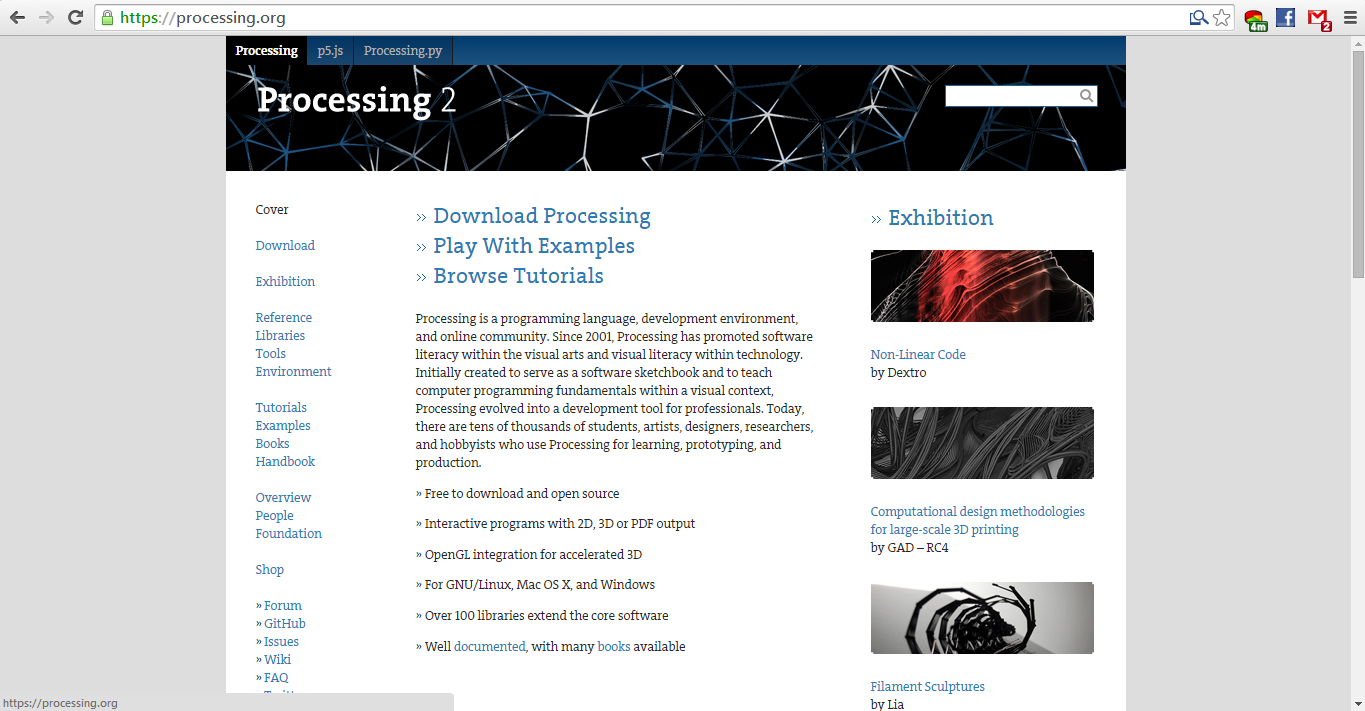 https://processing.org
4m
2
Processing
p5.js
Processing.py
Processing 2
Cover
Download
Exhibition
Reference
Libraries
Tools
Environment
Tutorials
Examples
Books
Handbook
Overview
People
Foundation
Shop
» Forum
» GitHub
» Issues
» Wiki
» FAQ
» Download Processing
» Play With Examples
» Browse Tutorials
Processing is a programming language, development environment,
and online community. Since 2001, Processing has promoted software
literacy within the visual arts and visual literacy within technology.
Initially created to serve as a software sketchbook and to teach
computer programming fundamentals within a visual context,
Processing evolved into a development tool for professionals. Today,
there are tens of thousands of students, artists, designers, researchers,
and hobbyists who use Processing for learning, prototyping, and
production.
» Free to download and open source
» Interactive programs with 2D, 3D or PDF output
» OpenGL integration for accelerated 3D
» For GNU/Linux, Mac OS X, and Windows
» Over 100 libraries extend the core software
» Well documented, with many books available
» Exhibition
Non-Linear Code
by Dextro
Computational design methodologies
for large-scale 3D printing
by GAD – RC4
Filament Sculptures
by Lia
https://processing.org